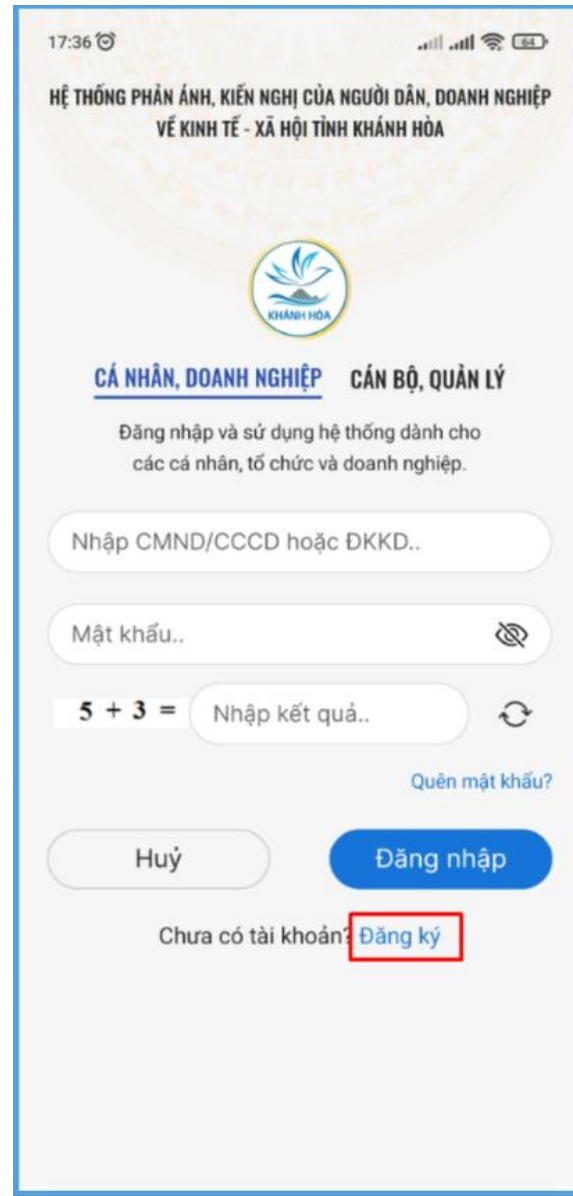 17:36
64
HỆ THỐNG PHẢN ÁNH, KIẾN NGHỊ CỦA NGƯỜI DÂN, DOANH NGHIỆP
VỀ KINH TẾ - XÃ HỘI TỈNH KHÁNH HÒA
KHÁNH HÒA
CÁ NHÂN, DOANH NGHIỆP CÁN BỘ, QUẢN LÝ
Đăng nhập và sử dụng hệ thống dành cho
các cá nhân, tổ chức và doanh nghiệp.
Nhập CMND/CCCD hoặc ĐKKD..
Mật khẩu..
5 + 3 = Nhập kết quả..
Quên mật khẩu?
Huỷ Đăng nhập
Chưa có tài khoản? Đăng ký